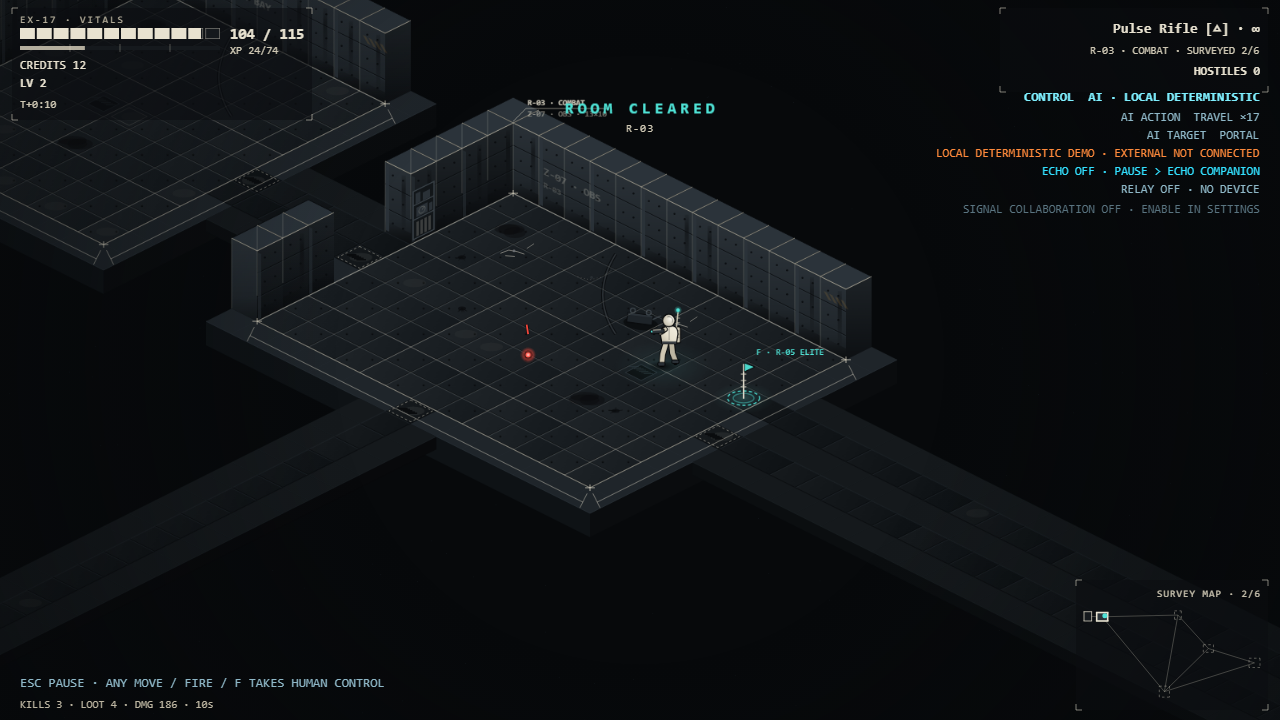 EX-17 · VITALS
104 / 115
XP 24/74
CREDITS 12
LV 2
T+0:10
Pulse Rifle [△] · ∞
R-03 · COMBAT · SURVEYED 2/6
HOSTILES 0
CONTROL AI · LOCAL DETERMINISTIC
AI ACTION TRAVEL ×17
AI TARGET PORTAL
LOCAL DETERMINISTIC DEMO · EXTERNAL NOT CONNECTED
ECHO OFF · PAUSE > ECHO COMPANION
RELAY OFF · NO DEVICE
SIGNAL COLLABORATION OFF · ENABLE IN SETTINGS
R-03 · COMBAT
ROOM CLEARED
R-03
Z-07 · OBS
R-03
F · R-05 ELITE
SURVEY MAP · 2/6
ESC PAUSE · ANY MOVE / FIRE / F TAKES HUMAN CONTROL
KILLS 3 · LOOT 4 · DMG 186 · 10s